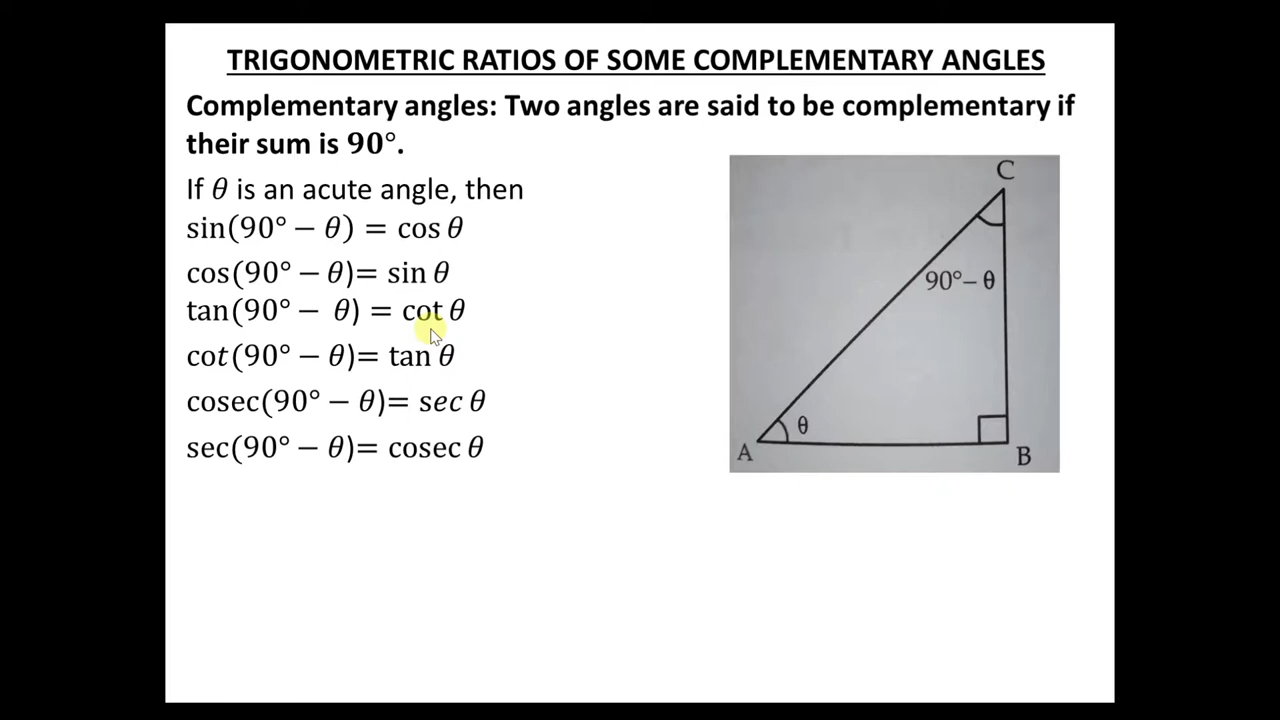 TRIGONOMETRIC RATIOS OF SOME COMPLEMENTARY ANGLES
Complementary angles: Two angles are said to be complementary if
their sum is 90°.
If θ is an acute angle, then
sin(90° − θ) = cos θ
cos(90° − θ)= sin θ
tan(90° − θ) = cot θ
cot(90° − θ)= tan θ
cosec(90° − θ)= sec θ
sec(90° − θ)= cosec θ
C
90°– θ
θ
A
B